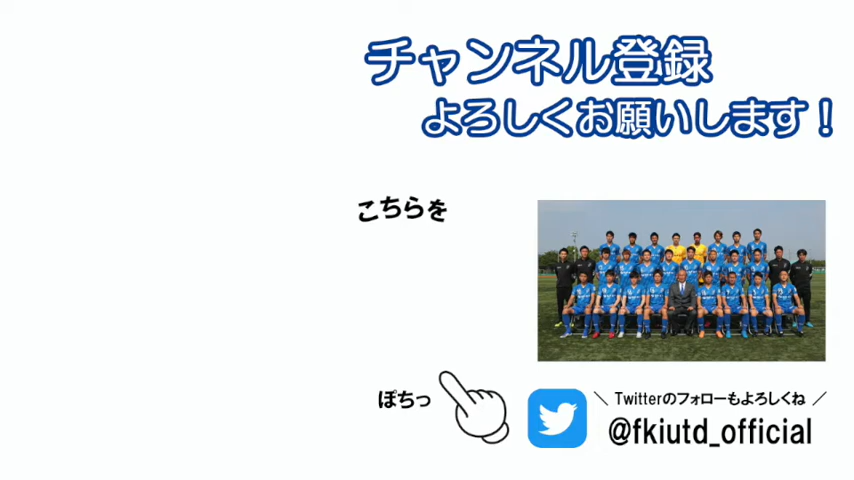 チャンネル登録
よろしくお願いします！
こちらを
ぽちっ
＼ Twitterのフォローもよろしくね ／
@fkiutd_official